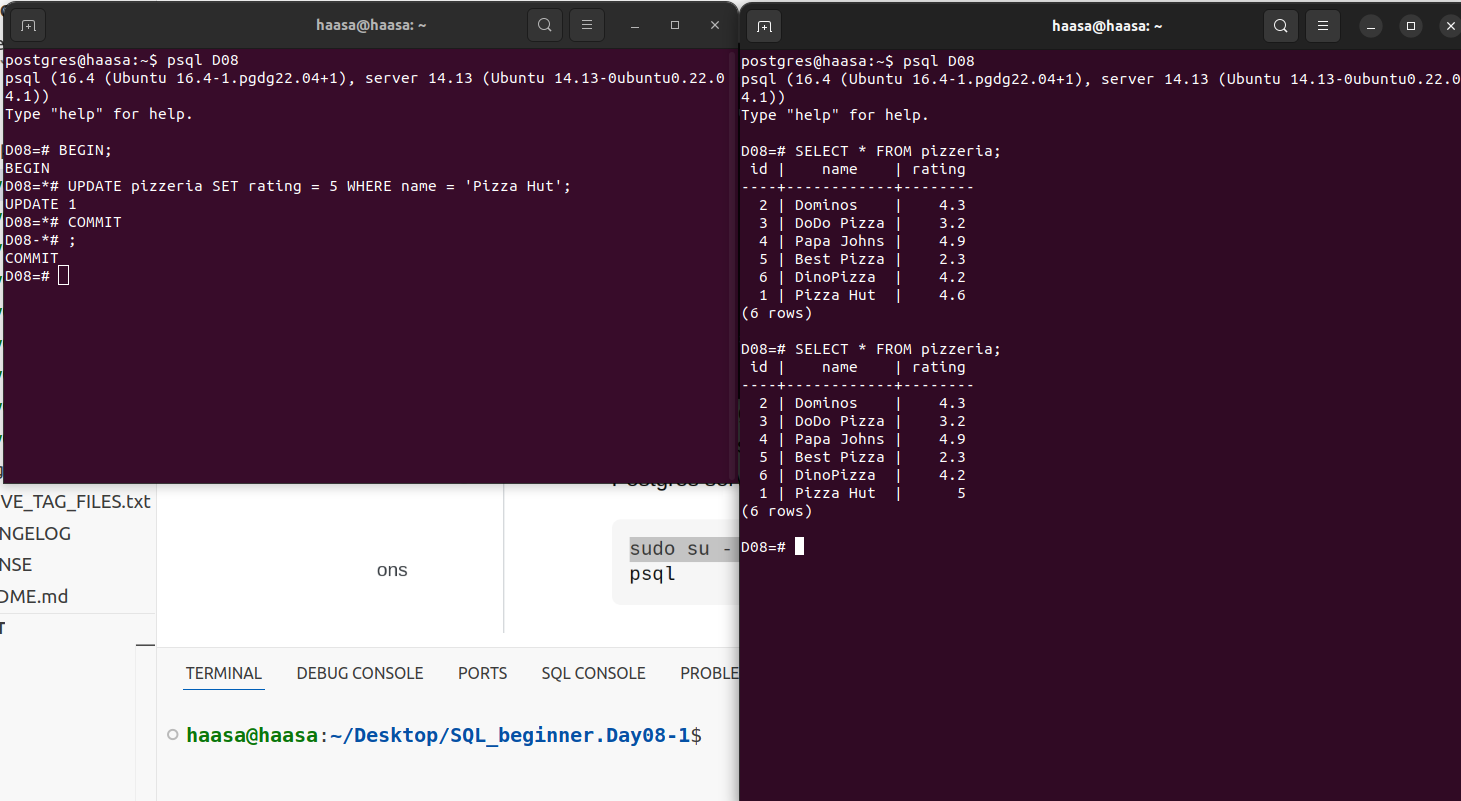 haasa@haasa: ~
postgres@haasa:~$ psql D08
psql (16.4 (Ubuntu 16.4-1.pgdg22.04+1), server 14.13 (Ubuntu 14.13-0ubuntu0.22.0
4.1))
Type "help" for help.
D08=# BEGIN;
BEGIN
D08=*# UPDATE pizzeria SET rating = 5 WHERE name = 'Pizza Hut';
UPDATE 1
D08=*# COMMIT
D08-*# ;
COMMIT
D08=#
haasa@haasa: ~
postgres@haasa:~$ psql D08
psql (16.4 (Ubuntu 16.4-1.pgdg22.04+1), server 14.13 (Ubuntu 14.13-0ubuntu0.22.0
4.1))
Type "help" for help.
D08=# SELECT * FROM pizzeria;
 id |    name    | rating
----+------------+--------
  2 | Dominos    |    4.3
  3 | DoDo Pizza |    3.2
  4 | Papa Johns |    4.9
  5 | Best Pizza |    2.3
  6 | DinoPizza  |    4.2
  1 | Pizza Hut  |    4.6
(6 rows)
D08=# SELECT * FROM pizzeria;
 id |    name    | rating
----+------------+--------
  2 | Dominos    |    4.3
  3 | DoDo Pizza |    3.2
  4 | Papa Johns |    4.9
  5 | Best Pizza |    2.3
  6 | DinoPizza  |    4.2
  1 | Pizza Hut  |      5
(6 rows)
D08=#
VE_TAG_FILES.txt
NGELOG
NSE
OME.md
ons
sudo su -
psql
TERMINAL DEBUG CONSOLE PORTS SQL CONSOLE PROBLE
haasa@haasa:~/Desktop/SQL_beginner.Day08-1$